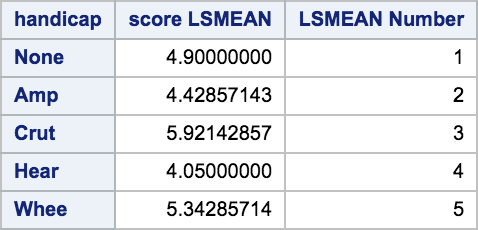 handicap score LSMEAN LSMEAN Number
None 4.90000000 1
Amp 4.42857143 2
Crut 5.92142857 3
Hear 4.05000000 4
Whee 5.34285714 5